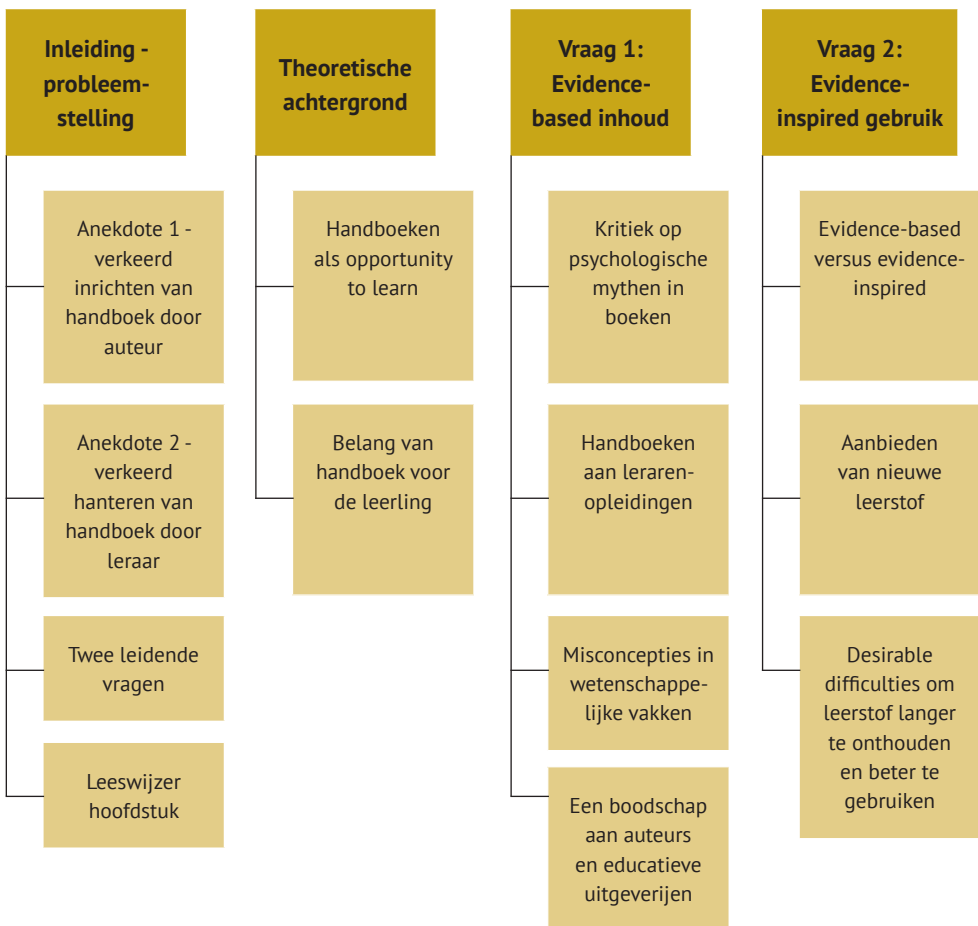 Inleiding -
probleem-
stelling
Anekdote 1 -
verkeerd
inrichten van
handboek door
auteur
Anekdote 2 -
verkeerd
hanteren van
handboek door
leraar
Twee leidende
vragen
Leeswijzer
hoofdstuk
Theoretische
achtergrond
Handboeken
als opportunity
to learn
Belang van
handboek voor
de leerling
Vraag 1:
Evidence-
based inhoud
Kritiek op
psychologische
mythen in
boeken
Handboeken
aan leraren-
opleidingen
Misconcepties in
wetenschappe-
lijke vakken
Een boodschap
aan auteurs
en educatieve
uitgeverijen
Vraag 2:
Evidence-
inspired gebruik
Evidence-based
versus evidence-
inspired
Aanbieden
van nieuwe
leerstof
Desirable
difficulties om
leerstof langer
te onthouden
en beter te
gebruiken